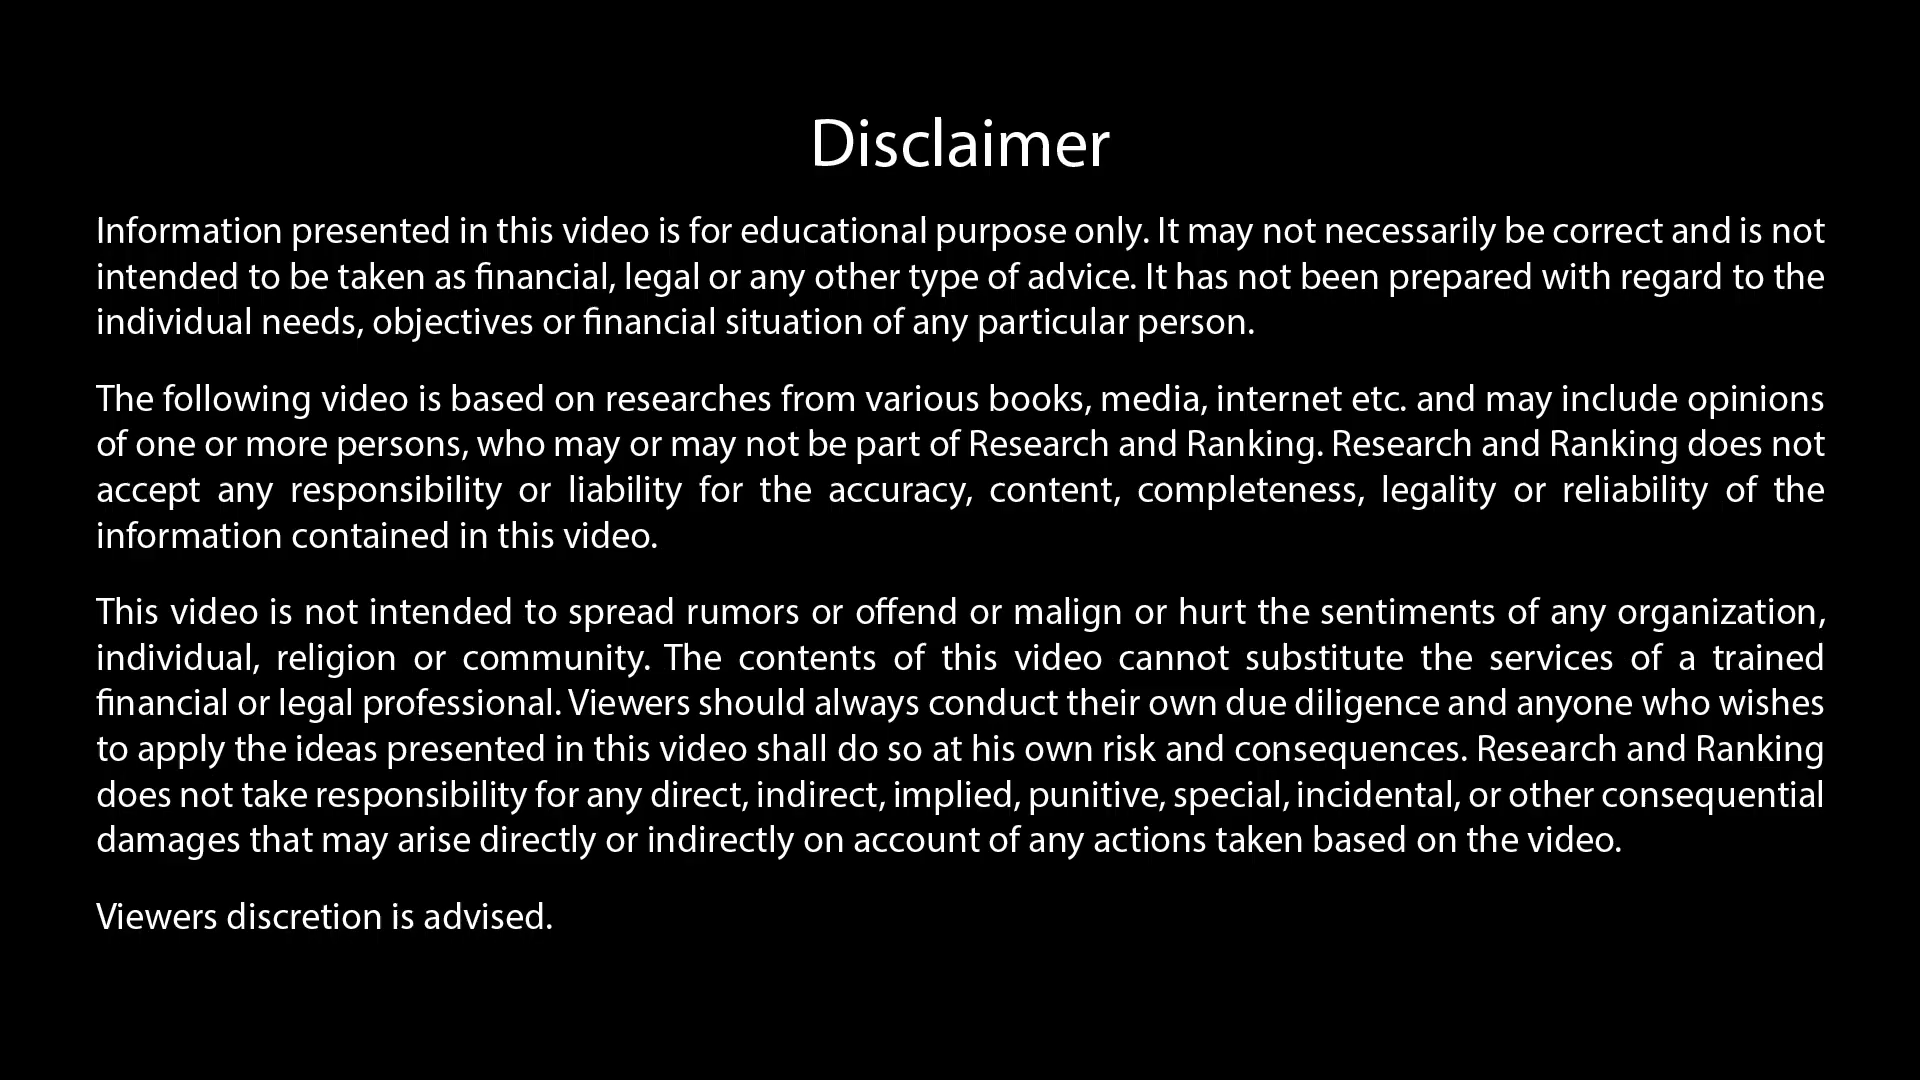 Disclaimer
Information presented in this video is for educational purpose only. It may not necessarily be correct and is not
intended to be taken as financial, legal or any other type of advice. It has not been prepared with regard to the
individual needs, objectives or financial situation of any particular person.
The following video is based on researches from various books, media, internet etc. and may include opinions
of one or more persons, who may or may not be part of Research and Ranking. Research and Ranking does not
accept any responsibility or liability for the accuracy, content, completeness, legality or reliability of the
information contained in this video.
This video is not intended to spread rumors or offend or malign or hurt the sentiments of any organization,
individual, religion or community. The contents of this video cannot substitute the services of a trained
financial or legal professional. Viewers should always conduct their own due diligence and anyone who wishes
to apply the ideas presented in this video shall do so at his own risk and consequences. Research and Ranking
does not take responsibility for any direct, indirect, implied, punitive, special, incidental, or other consequential
damages that may arise directly or indirectly on account of any actions taken based on the video.
Viewers discretion is advised.